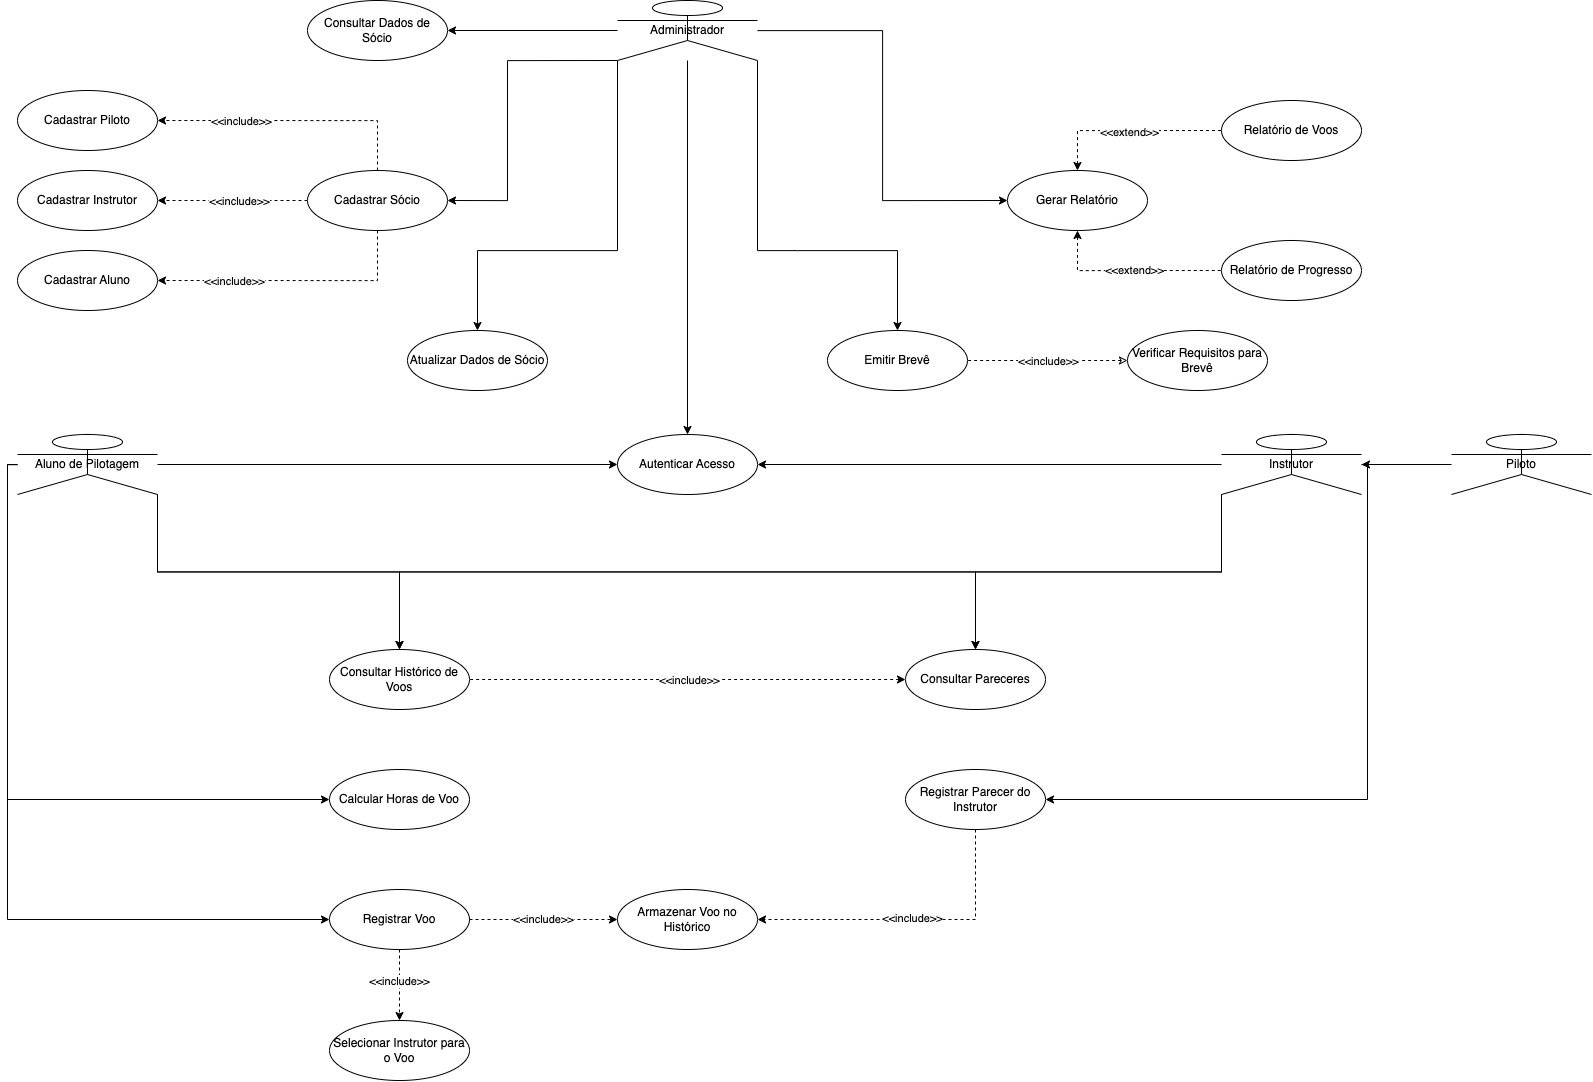 Consultar Dados de
Sócio
Administrador
Cadastrar Piloto
<<include>>
<<extend>>
Relatório de Voos
Cadastrar Instrutor
<<include>>
Cadastrar Sócio
Gerar Relatório
Cadastrar Aluno
<<include>>
<<extend>>
Relatório de Progresso
Atualizar Dados de Sócio
Emitir Brevê
<<include>>
Verificar Requisitos para
Brevê
Aluno de Pilotagem
Autenticar Acesso
Instrutor
Piloto
Consultar Histórico de
Voos
<<include>>
Consultar Pareceres
Calcular Horas de Voo
Registrar Parecer do
Instrutor
Registrar Voo
<<include>>
Armazenar Voo no
Histórico
<<include>>
<<include>>
Selecionar Instrutor para
o Voo